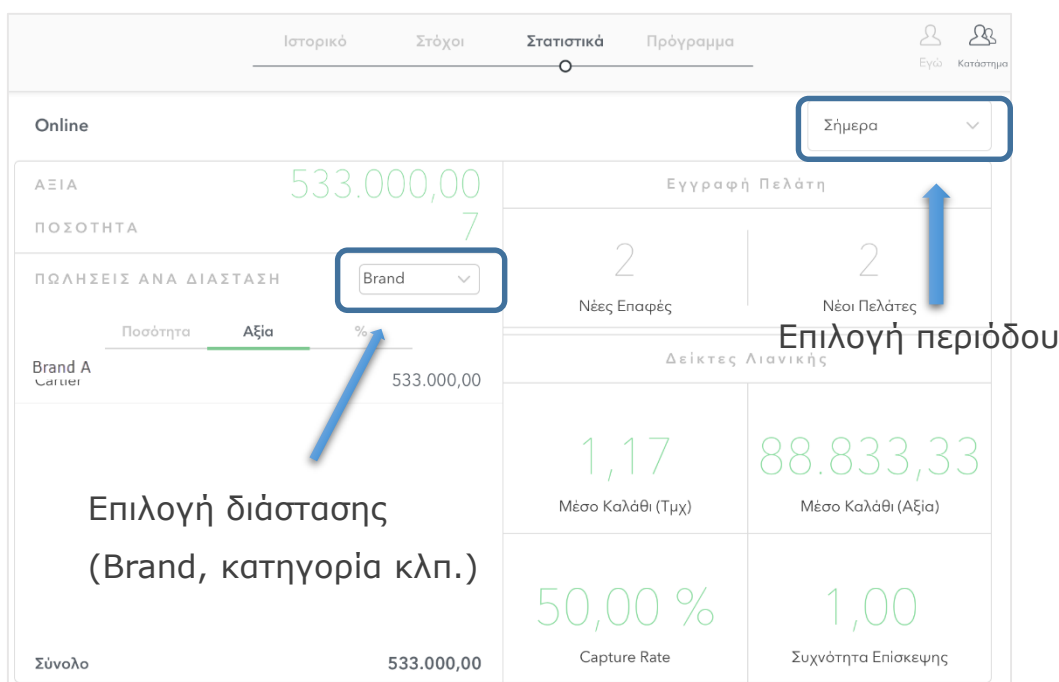 Ιστορικό Στόχοι Στατιστικά Πρόγραμμα
Εγώ Κατάστημα
Online
Σήμερα
ΑΞΙΑ 533.000,00
ΠΟΣΟΤΗΤΑ 7
ΠΩΛΗΣΕΙΣ ΑΝΑ ΔΙΑΣΤΑΣΗ Brand
Ποσότητα Αξία %
Brand A
Cartier 533.000,00
Επιλογή διάστασης
(Brand, κατηγορία κλπ.)
Σύνολο 533.000,00
Εγγραφή Πελάτη
2 2
Νέες Επαφές Νέοι Πελάτες
Επιλογή περιόδου
Δείκτες Λιανικής
1,17 88.833,33
Μέσο Καλάθι (Τμχ) Μέσο Καλάθι (Αξία)
50,00 % 1,00
Capture Rate Συχνότητα Επίσκεψης